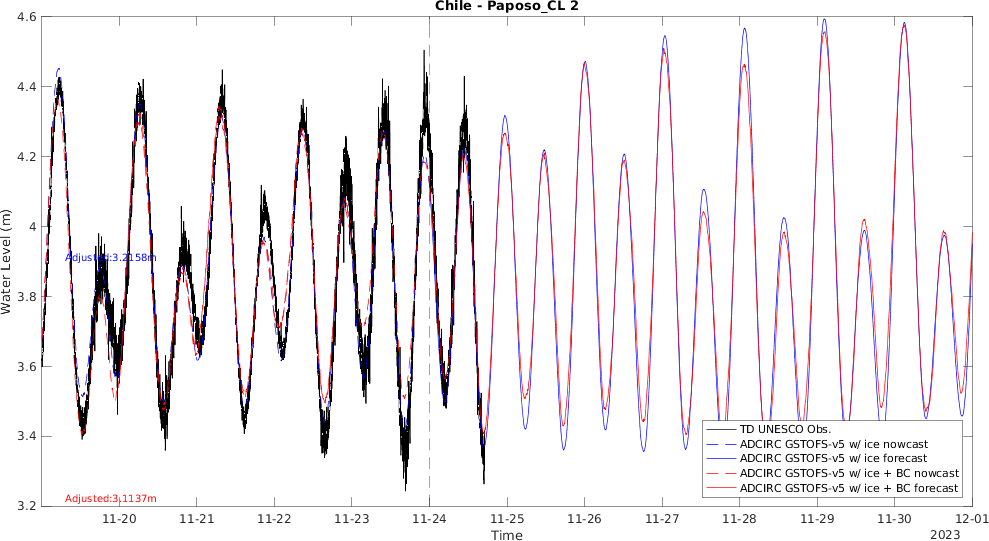 Chile - Paposo_CL 2
4.6
4.4
4.2
4
3.8
3.6
3.4
3.2
Water Level (m)
Adjusted:3.2158m
Adjusted:3.1137m
TD UNESCO Obs.
ADCIRC GSTOFS-v5 w/ ice nowcast
ADCIRC GSTOFS-v5 w/ ice forecast
ADCIRC GSTOFS-v5 w/ ice + BC nowcast
ADCIRC GSTOFS-v5 w/ ice + BC forecast
11-20 11-21 11-22 11-23 11-24 11-25 11-26 11-27 11-28 11-29 11-30 12-01
Time
2023